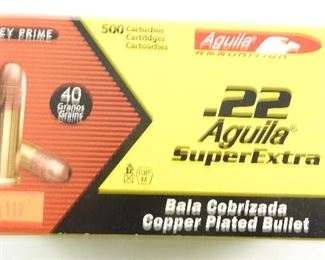 EY PRIME
500 Cartuchos
Cartridges
Cartouches
Aguila®
AMMUNITION
40
Granos
Grains
.22
Aguila®
SuperExtra
CIP
Bala Cobrizada
Copper Plated Bullet